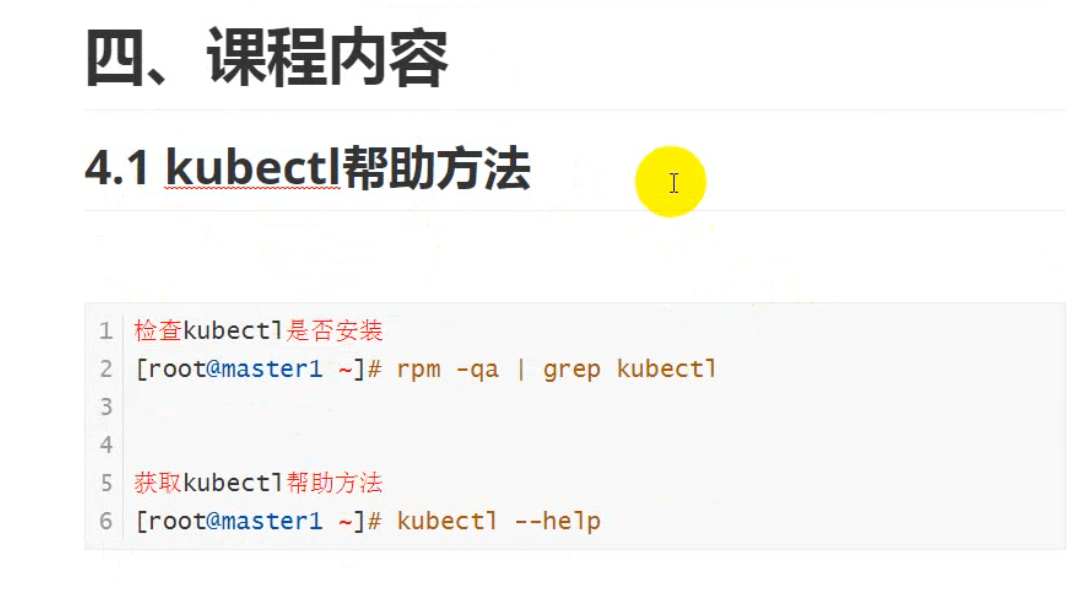 四、课程内容
4.1 kubectl帮助方法
1 检查kubectl是否安装
2 [root@master1 ~]# rpm -qa | grep kubectl
3
4
5 获取kubectl帮助方法
6 [root@master1 ~]# kubectl --help